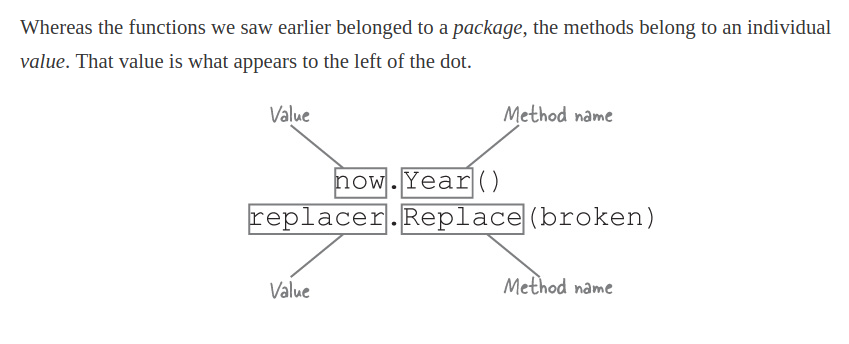 Whereas the functions we saw earlier belonged to a package, the methods belong to an individual
value. That value is what appears to the left of the dot.
Value Method name
now.Year()
replacer.Replace(broken)
Value Method name